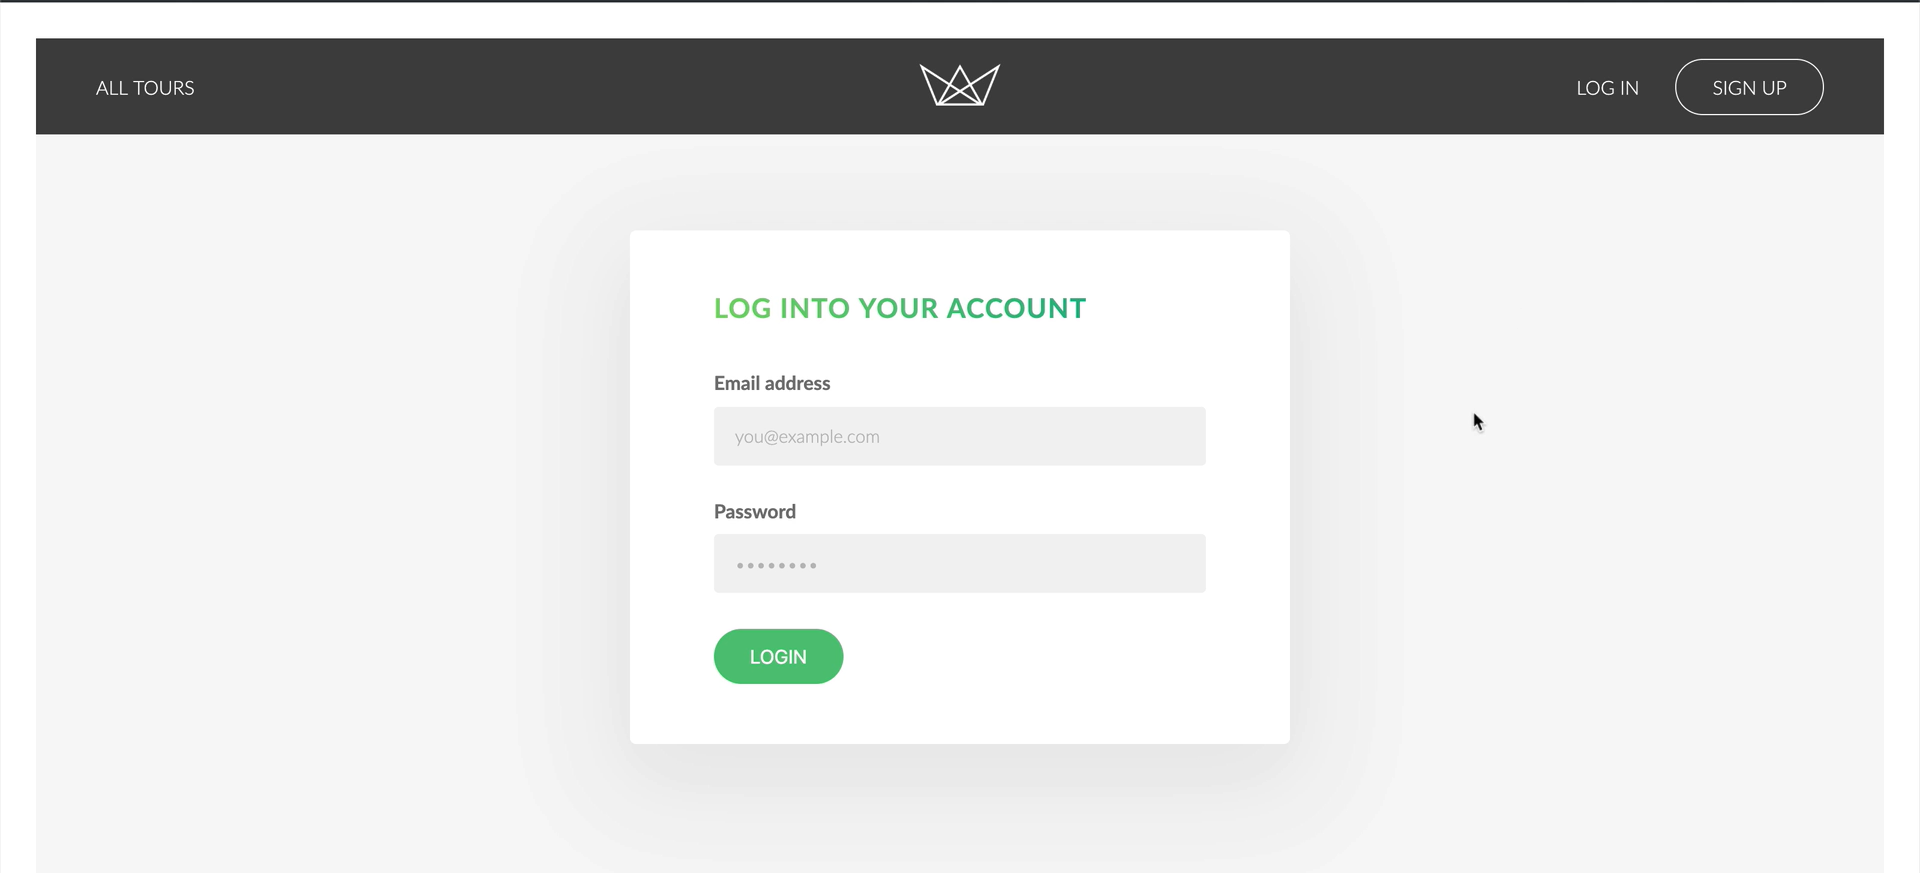 ALL TOURS
LOG IN
SIGN UP
LOG INTO YOUR ACCOUNT
Email address
you@example.com
Password
••••••••
LOGIN